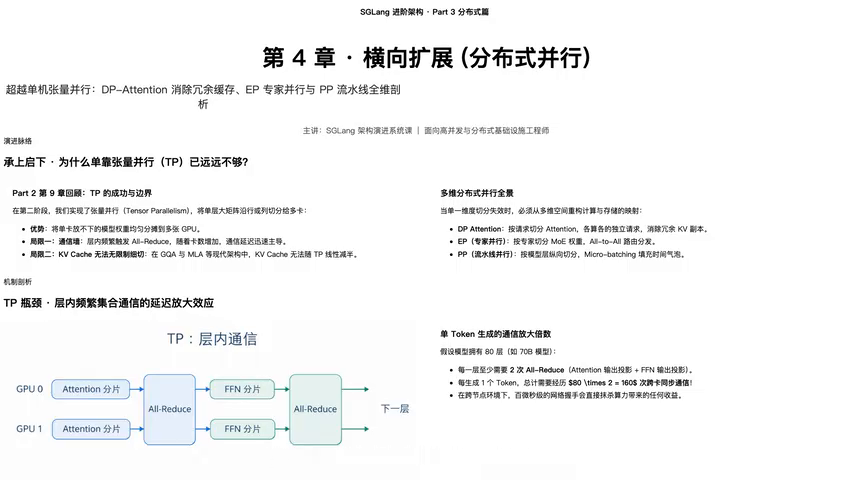 SGLang 进阶架构 · Part 3 分布式篇
第 4 章 · 横向扩展 (分布式并行)
超越单机张量并行：DP-Attention 消除冗余缓存、EP 专家并行与 PP 流水线全维剖
析
主讲：SGLang 架构演进系统课 | 面向高并发与分布式基础设施工程师
演进脉络
承上启下 · 为什么单靠张量并行（TP）已远远不够?
Part 2 第 9 章回顾：TP 的成功与边界
在第二阶段，我们实现了张量并行（Tensor Parallelism），将单层大矩阵沿行或列切分给多卡：
• 优势：将单卡放不下的模型权重均匀分摊到多张 GPU。
• 局限一：通信墙：层内频繁触发 All-Reduce，随着卡数增加，通信延迟迅速主导。
• 局限二：KV Cache 无法无限制细切：在 GQA 与 MLA 等现代架构中，KV Cache 无法随 TP 线性减半。
多维分布式并行全景
当单一维度切分失效时，必须从多维空间重构计算与存储的映射：
• DP Attention：按请求切分 Attention，各算各的独立请求，消除冗余 KV 副本。
• EP（专家并行）：按专家切分 MoE 权重，All-to-All 路由分发。
• PP（流水线并行）：按模型层纵向切分，Micro-batching 填充时间气泡。
机制剖析
TP 瓶颈 · 层内频繁集合通信的延迟放大效应
TP：层内通信
GPU 0
Attention 分片
All-Reduce
FFN 分片
All-Reduce
下一层
GPU 1
Attention 分片
FFN 分片
单 Token 生成的通信放大倍数
假设模型拥有 80 层（如 70B 模型）：
• 每一层至少需要 2 次 All-Reduce（Attention 输出投影 + FFN 输出投影）。
• 每生成 1 个 Token，总计需要经历 $80 \times 2 = 160$ 次跨卡同步通信！
• 在跨节点环境下，百微秒级的网络握手会直接抹杀算力带来的任何收益。